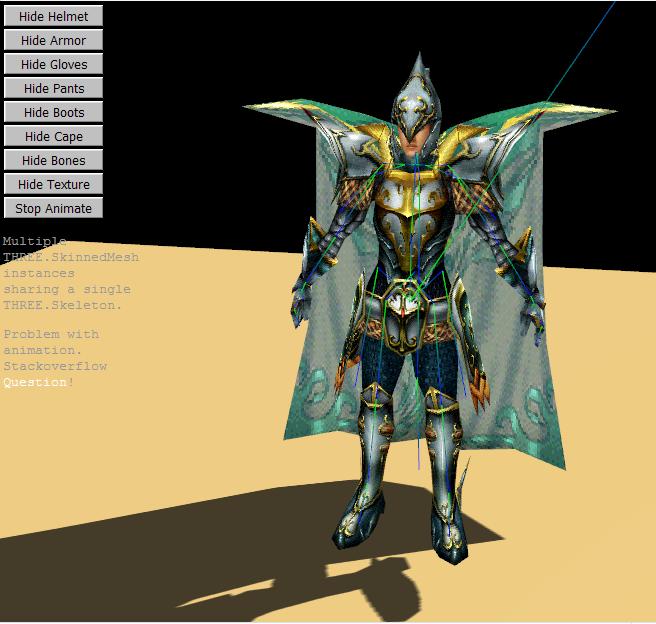 Hide Helmet
Hide Armor
Hide Gloves
Hide Pants
Hide Boots
Hide Cape
Hide Bones
Hide Texture
Stop Animate
Multiple
THREE.SkinnedMesh
instances
sharing a single
THREE.Skeleton.
Problem with
animation.
Stackoverflow
Question!